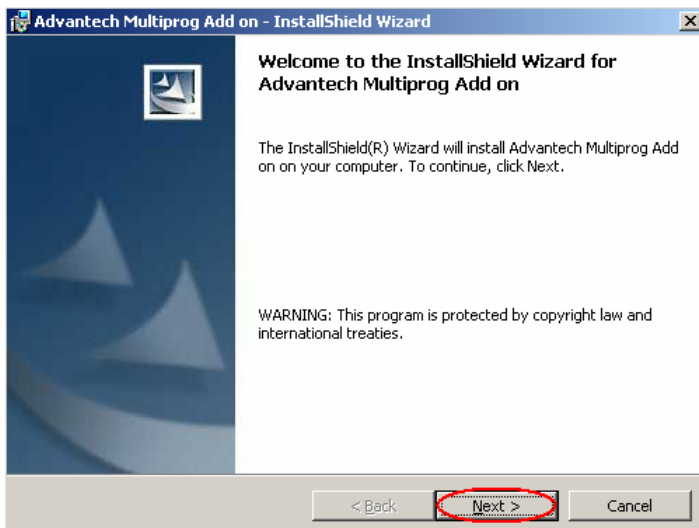 Advantech Multiprog Add on - InstallShield Wizard
Welcome to the InstallShield Wizard for
Advantech Multiprog Add on
The InstallShield(R) Wizard will install Advantech Multiprog Add
on on your computer. To continue, click Next.
WARNING: This program is protected by copyright law and
international treaties.
< Back
Next >
Cancel